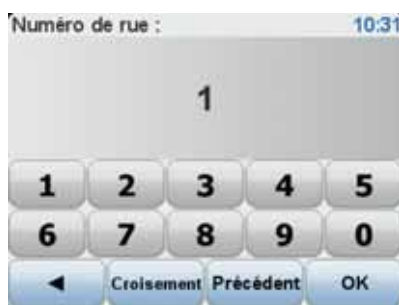 Numéro de rue : 10:31
1
1 2 3 4 5
6 7 8 9 0
◄ Croisement Précédent OK